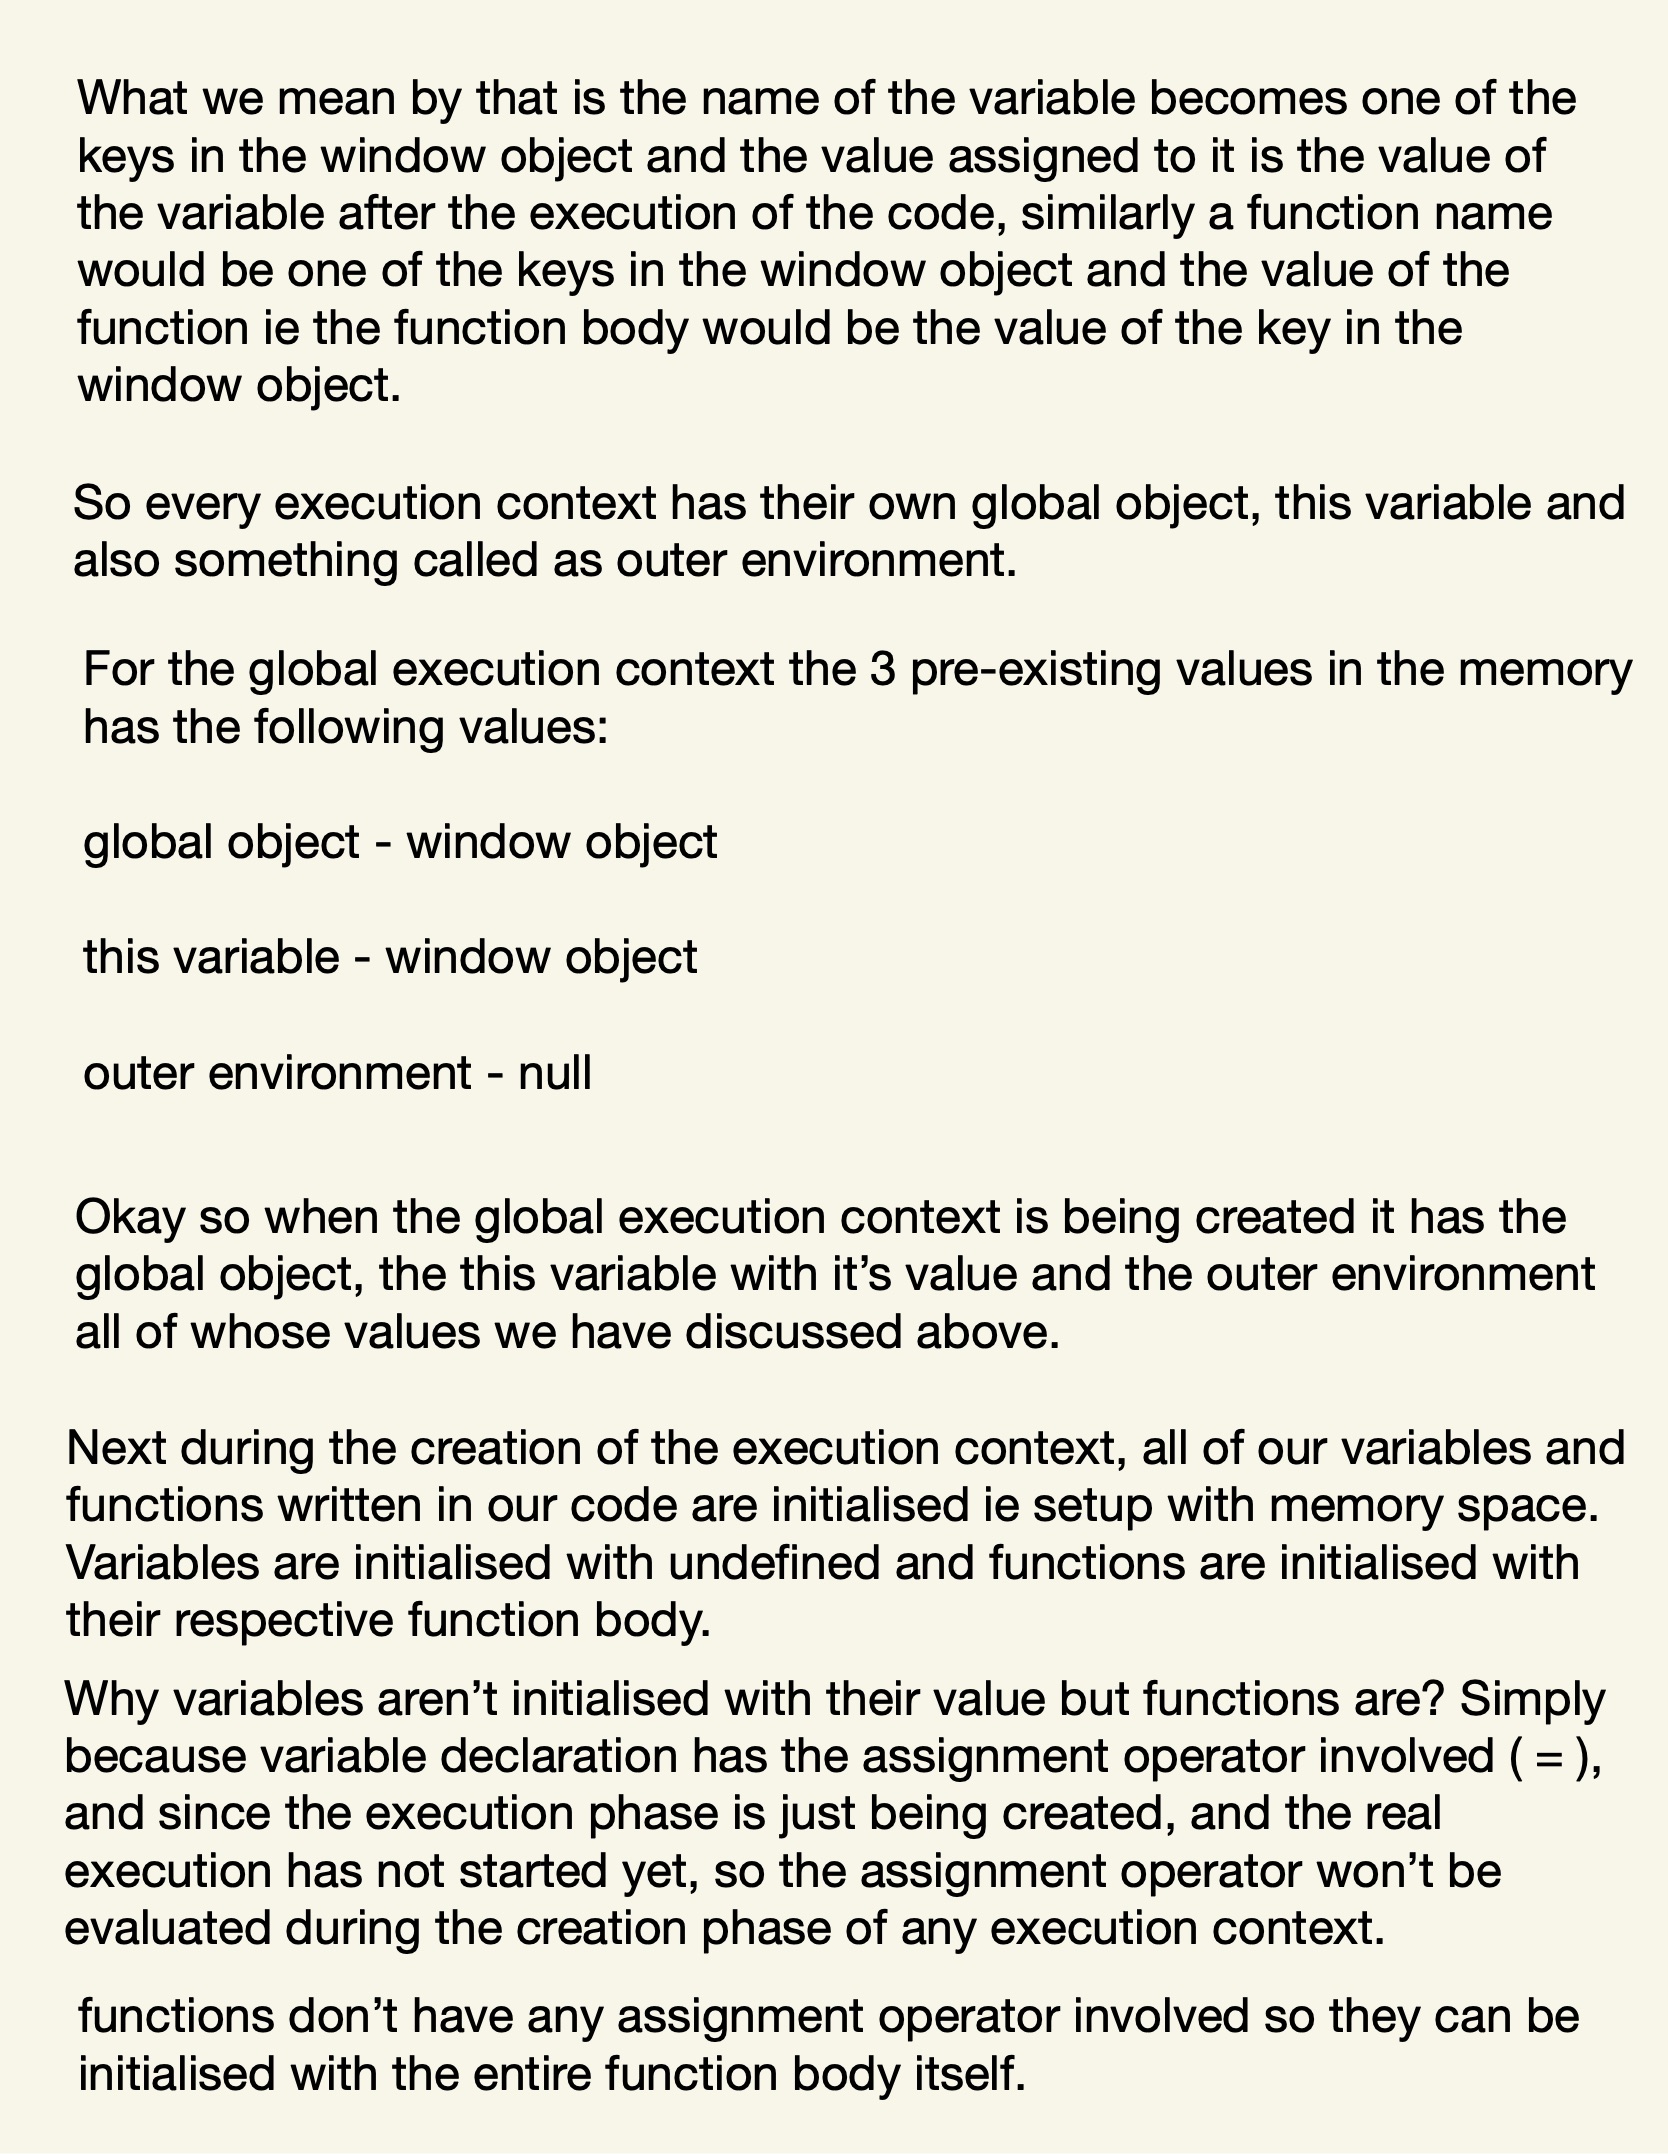 What we mean by that is the name of the variable becomes one of the
keys in the window object and the value assigned to it is the value of
the variable after the execution of the code, similarly a function name
would be one of the keys in the window object and the value of the
function ie the function body would be the value of the key in the
window object.
So every execution context has their own global object, this variable and
also something called as outer environment.
For the global execution context the 3 pre-existing values in the memory
has the following values:
global object - window object
this variable - window object
outer environment - null
Okay so when the global execution context is being created it has the
global object, the this variable with it’s value and the outer environment
all of whose values we have discussed above.
Next during the creation of the execution context, all of our variables and
functions written in our code are initialised ie setup with memory space.
Variables are initialised with undefined and functions are initialised with
their respective function body.
Why variables aren’t initialised with their value but functions are? Simply
because variable declaration has the assignment operator involved ( = ),
and since the execution phase is just being created, and the real
execution has not started yet, so the assignment operator won’t be
evaluated during the creation phase of any execution context.
functions don’t have any assignment operator involved so they can be
initialised with the entire function body itself.